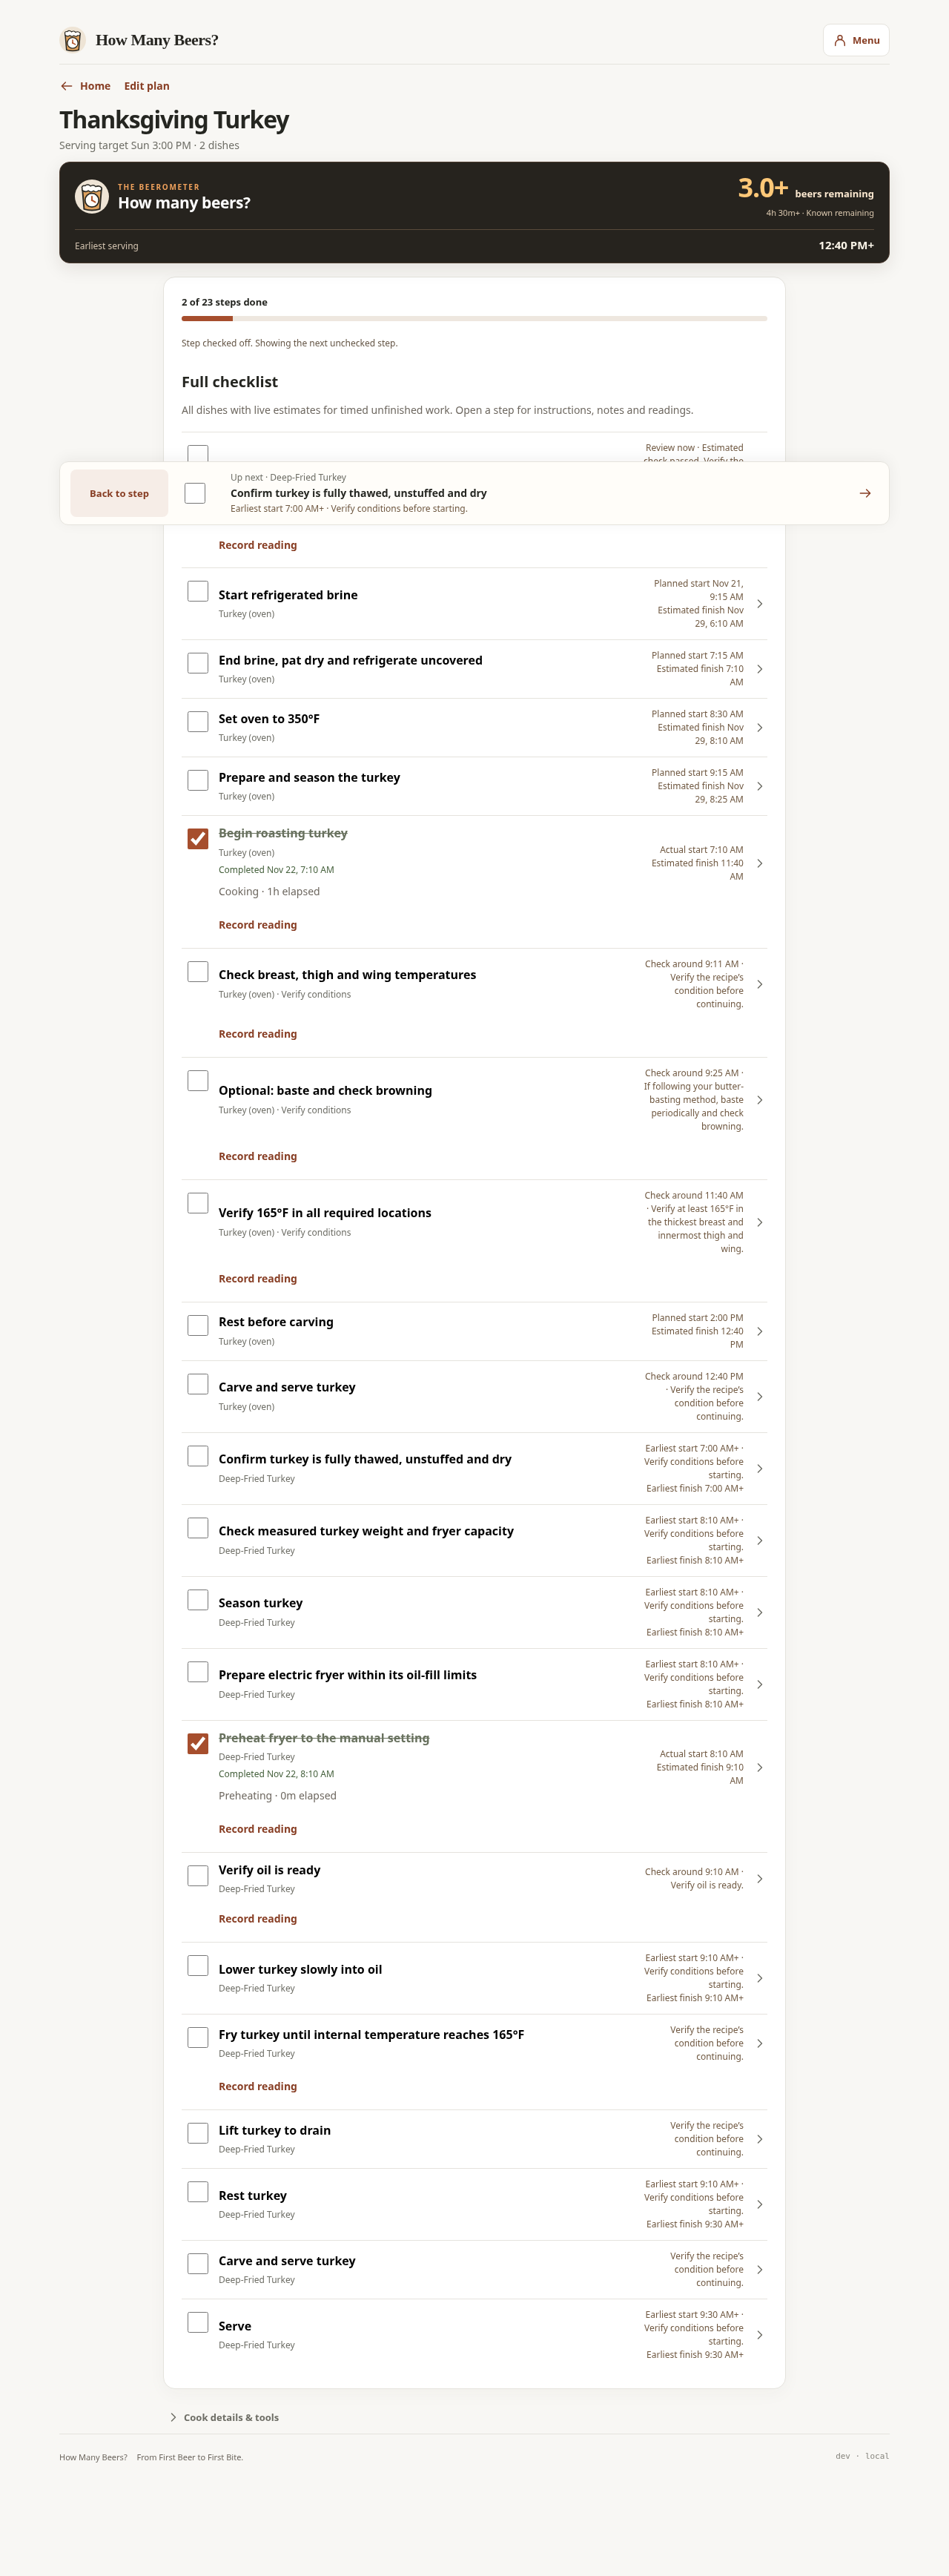 How Many Beers?
Menu
Home
Edit plan
Thanksgiving Turkey
Serving target Sun 3:00 PM · 2 dishes
THE BEEROMETER
How many beers?
3.0+ beers remaining
4h 30m+ · Known remaining
Earliest serving
12:40 PM+
2 of 23 steps done
Step checked off. Showing the next unchecked step.
Full checklist
All dishes with live estimates for timed unfinished work. Open a step for instructions, notes and readings.
Review now · Estimated
check passed. Verify the
Back to step
Up next · Deep-Fried Turkey
Confirm turkey is fully thawed, unstuffed and dry
Earliest start 7:00 AM+ · Verify conditions before starting.
Record reading
Start refrigerated brine
Turkey (oven)
Planned start Nov 21,
9:15 AM
Estimated finish Nov
29, 6:10 AM
End brine, pat dry and refrigerate uncovered
Turkey (oven)
Planned start 7:15 AM
Estimated finish 7:10
AM
Set oven to 350°F
Turkey (oven)
Planned start 8:30 AM
Estimated finish Nov
29, 8:10 AM
Prepare and season the turkey
Turkey (oven)
Planned start 9:15 AM
Estimated finish Nov
29, 8:25 AM
Begin roasting turkey
Turkey (oven)
Completed Nov 22, 7:10 AM
Cooking · 1h elapsed
Actual start 7:10 AM
Estimated finish 11:40
AM
Record reading
Check breast, thigh and wing temperatures
Turkey (oven) · Verify conditions
Check around 9:11 AM ·
Verify the recipe's
condition before
continuing.
Record reading
Optional: baste and check browning
Turkey (oven) · Verify conditions
Check around 9:25 AM ·
If following your butter-
basting method, baste
periodically and check
browning.
Record reading
Verify 165°F in all required locations
Turkey (oven) · Verify conditions
Check around 11:40 AM
· Verify at least 165°F in
the thickest breast and
innermost thigh and
wing.
Record reading
Rest before carving
Turkey (oven)
Planned start 2:00 PM
Estimated finish 12:40
PM
Carve and serve turkey
Turkey (oven)
Check around 12:40 PM
· Verify the recipe's
condition before
continuing.
Confirm turkey is fully thawed, unstuffed and dry
Deep-Fried Turkey
Earliest start 7:00 AM+ ·
Verify conditions before
starting.
Earliest finish 7:00 AM+
Check measured turkey weight and fryer capacity
Deep-Fried Turkey
Earliest start 8:10 AM+ ·
Verify conditions before
starting.
Earliest finish 8:10 AM+
Season turkey
Deep-Fried Turkey
Earliest start 8:10 AM+ ·
Verify conditions before
starting.
Earliest finish 8:10 AM+
Prepare electric fryer within its oil-fill limits
Deep-Fried Turkey
Earliest start 8:10 AM+ ·
Verify conditions before
starting.
Earliest finish 8:10 AM+
Preheat fryer to the manual setting
Deep-Fried Turkey
Completed Nov 22, 8:10 AM
Preheating · 0m elapsed
Actual start 8:10 AM
Estimated finish 9:10
AM
Record reading
Verify oil is ready
Deep-Fried Turkey
Check around 9:10 AM ·
Verify oil is ready.
Record reading
Lower turkey slowly into oil
Deep-Fried Turkey
Earliest start 9:10 AM+ ·
Verify conditions before
starting.
Earliest finish 9:10 AM+
Fry turkey until internal temperature reaches 165°F
Deep-Fried Turkey
Verify the recipe's
condition before
continuing.
Record reading
Lift turkey to drain
Deep-Fried Turkey
Verify the recipe's
condition before
continuing.
Rest turkey
Deep-Fried Turkey
Earliest start 9:10 AM+ ·
Verify conditions before
starting.
Earliest finish 9:30 AM+
Carve and serve turkey
Deep-Fried Turkey
Verify the recipe's
condition before
continuing.
Serve
Deep-Fried Turkey
Earliest start 9:30 AM+ ·
Verify conditions before
starting.
Earliest finish 9:30 AM+
Cook details & tools
How Many Beers?
From First Beer to First Bite.
dev · local